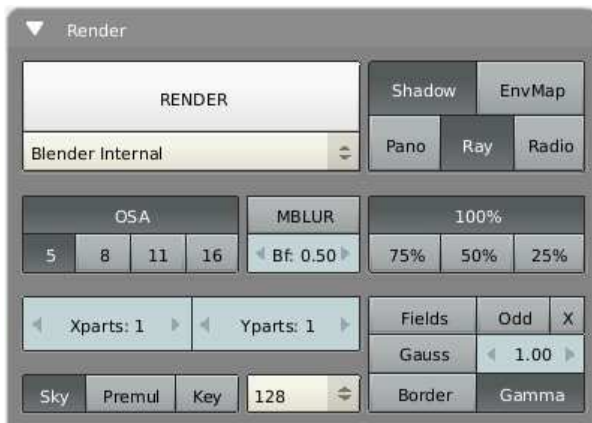 Render
RENDER
Blender Internal
Shadow EnvMap
Pano Ray Radio
OSA
5 8 11 16
MBLUR
Bf: 0.50
100%
75% 50% 25%
Xparts: 1 Yparts: 1
Fields Odd X
Gauss 1.00
Border Gamma
Sky Premul Key 128